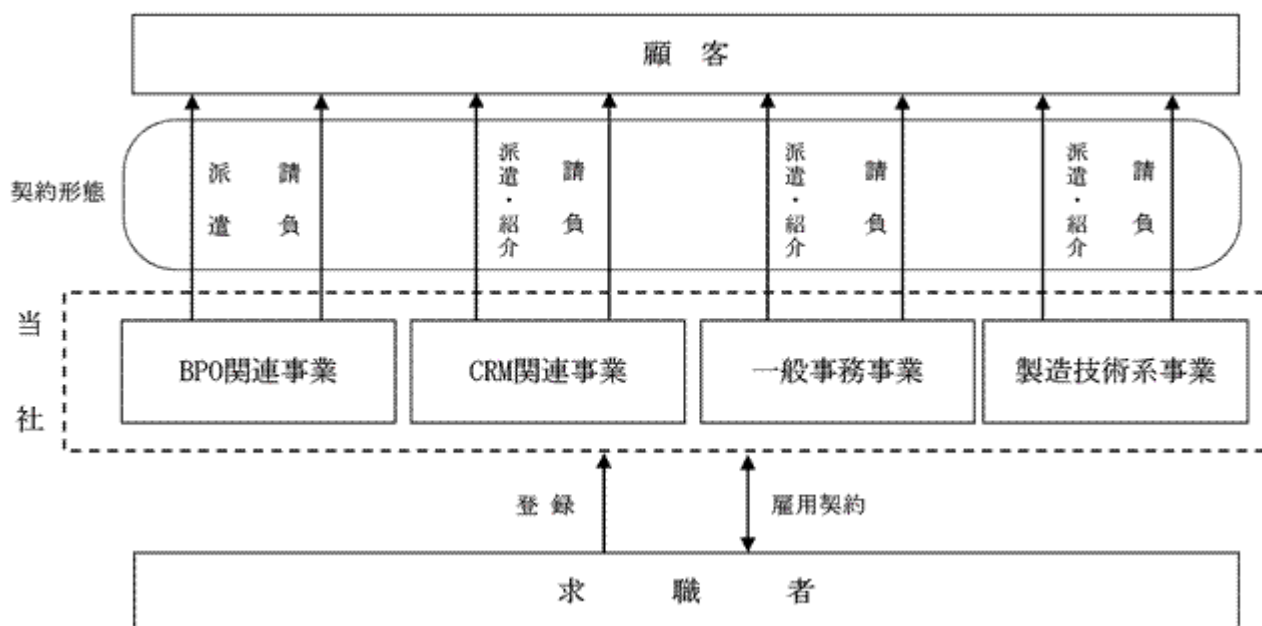 顧 客
契約形態
派遣
請負
派遣・紹介
請負
派遣・紹介
請負
派遣・紹介
請負
当社
BPO関連事業
CRM関連事業
一般事務事業
製造技術系事業
登 録
雇用契約
求 職 者